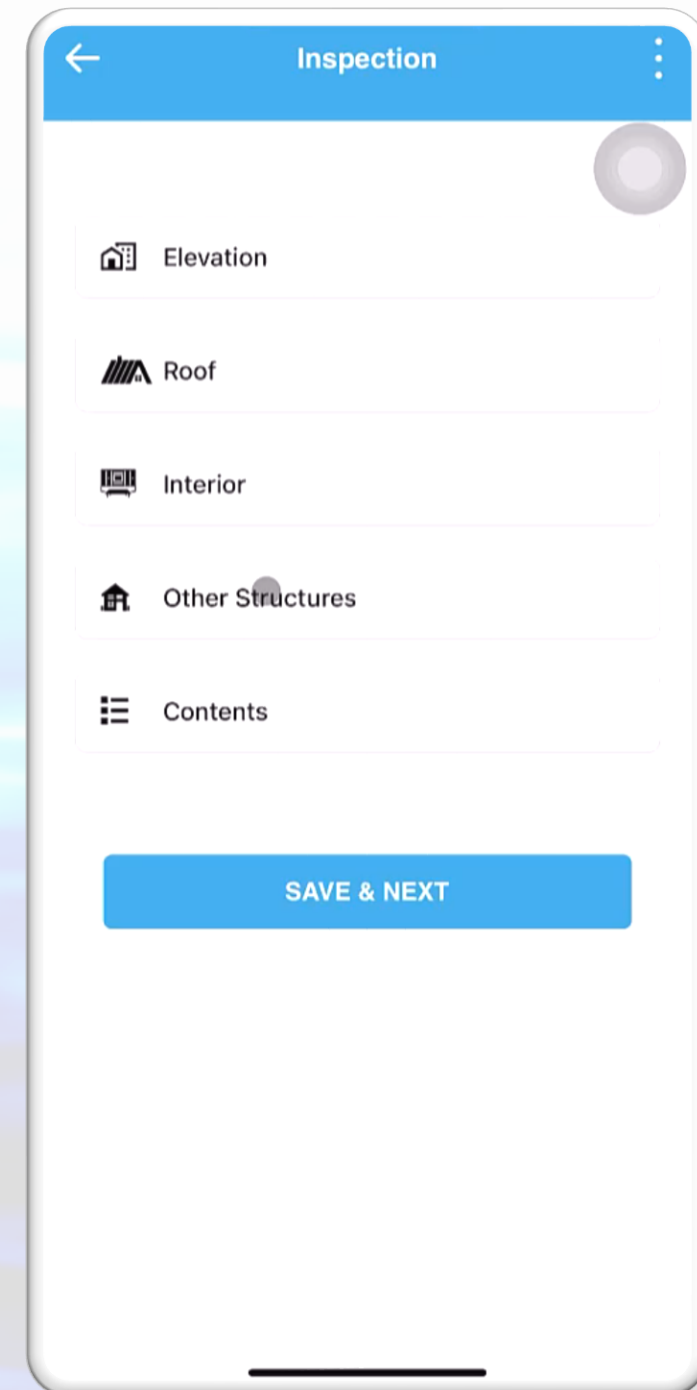 Inspection
Elevation
Roof
Interior
Other Structures
Contents
SAVE & NEXT